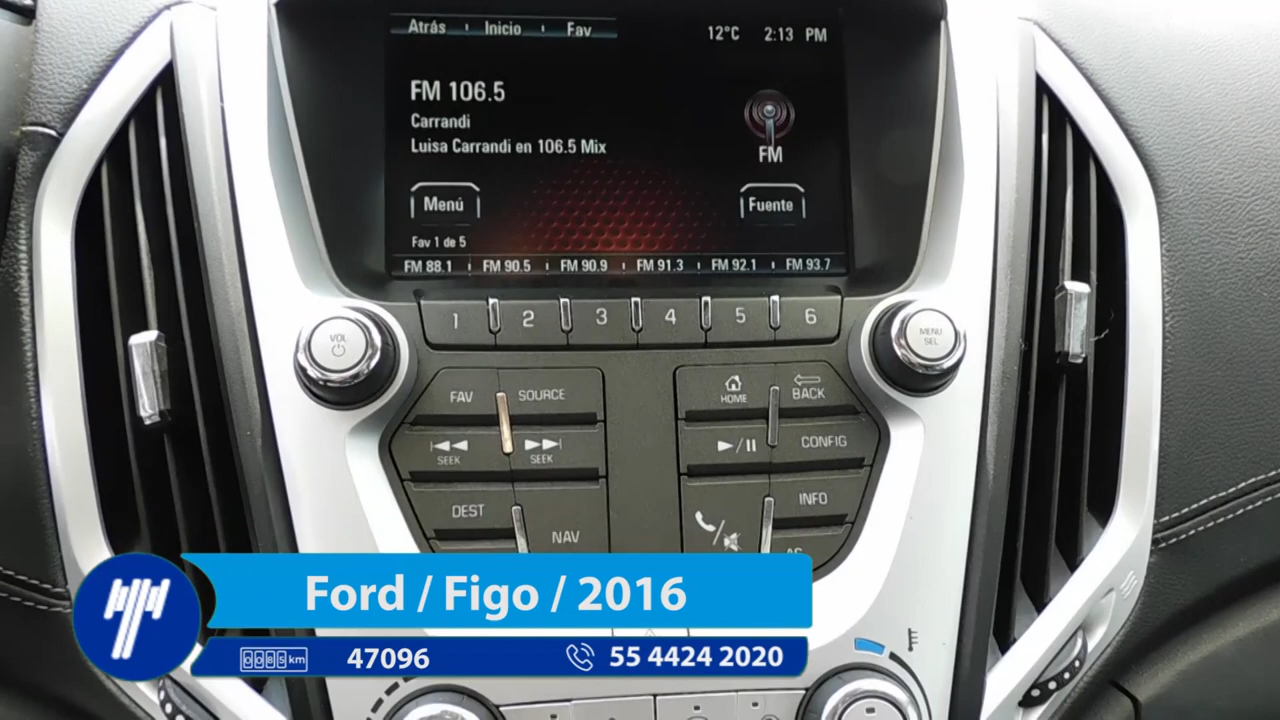 Atrás Inicio Fav 12°C 2:13 PM
FM 106.5
Carrandi
Luisa Carrandi en 106.5 Mix
FM
Menú Fuente
Fav 1 de 5
FM 88.1 FM 90.5 FM 90.9 FM 91.3 FM 92.1 FM 93.7
1 2 3 4 5 6
VOL
MENU
SEL
FAV SOURCE
HOME BACK
SEEK SEEK
CONFIG
DEST NAV
INFO
AS
Ford / Figo / 2016
0085 km 47096 55 4424 2020